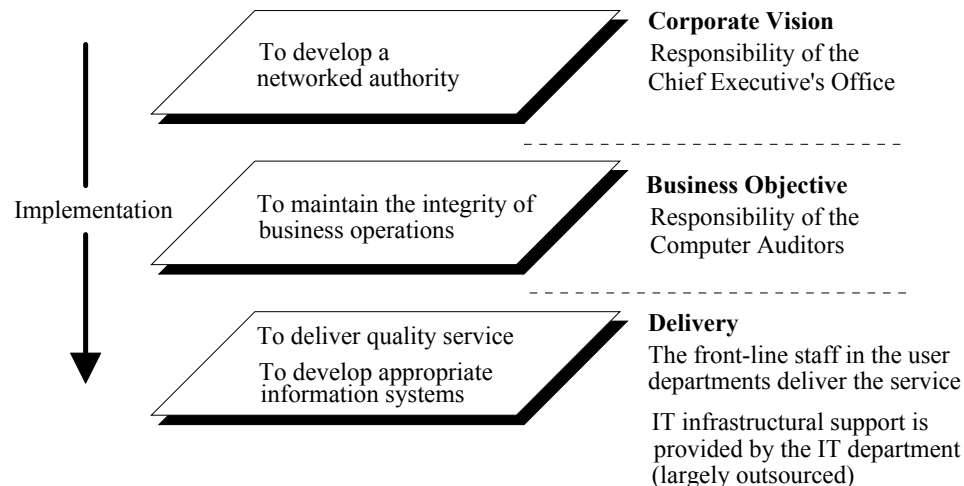 To develop a
networked authority
Corporate Vision
Responsibility of the
Chief Executive's Office
Implementation
To maintain the integrity of
business operations
Business Objective
Responsibility of the
Computer Auditors
To deliver quality service
To develop appropriate
information systems
Delivery
The front-line staff in the user
departments deliver the service
IT infrastructural support is
provided by the IT department
(largely outsourced)